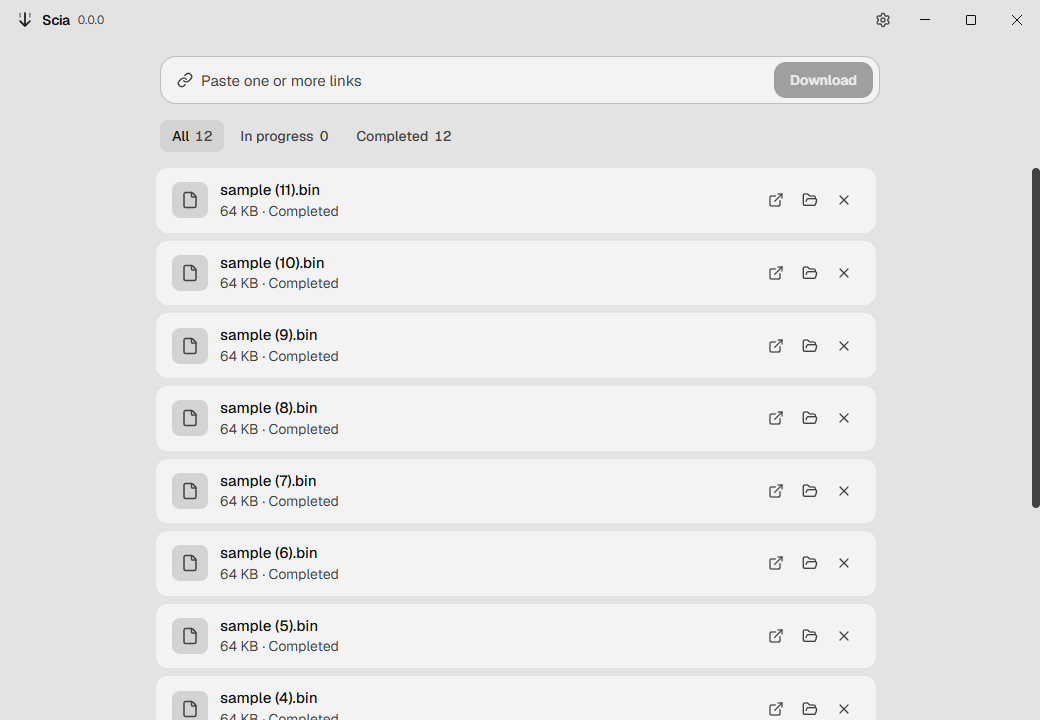 Scia 0.0.0
Paste one or more links
Download
All 12 In progress 0 Completed 12
sample (11).bin
64 KB · Completed
sample (10).bin
64 KB · Completed
sample (9).bin
64 KB · Completed
sample (8).bin
64 KB · Completed
sample (7).bin
64 KB · Completed
sample (6).bin
64 KB · Completed
sample (5).bin
64 KB · Completed
sample (4).bin
64 KB · Completed